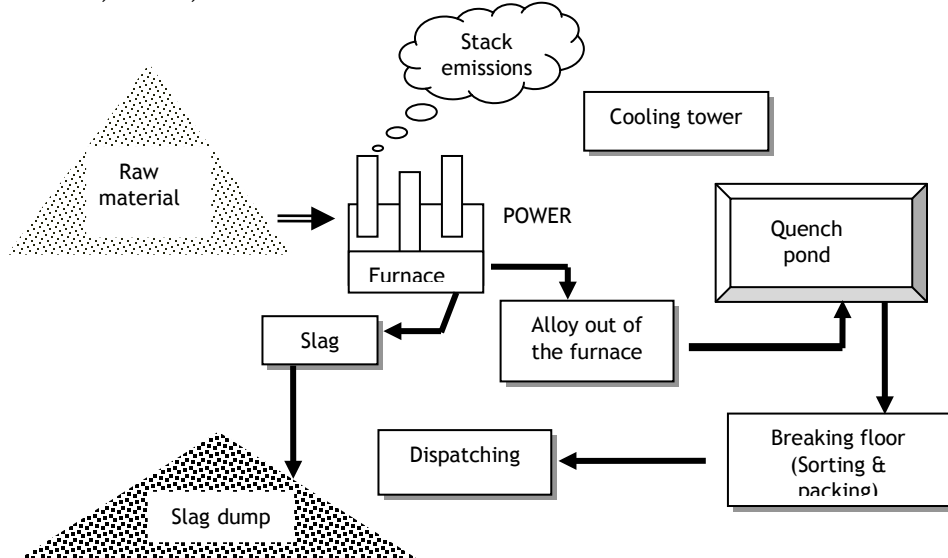 Stack
emissions
Cooling tower
Raw
material
POWER
Quench
pond
Furnace
Alloy out of
the furnace
Slag
Breaking floor
(Sorting &
packing)
Dispatching
Slag dump